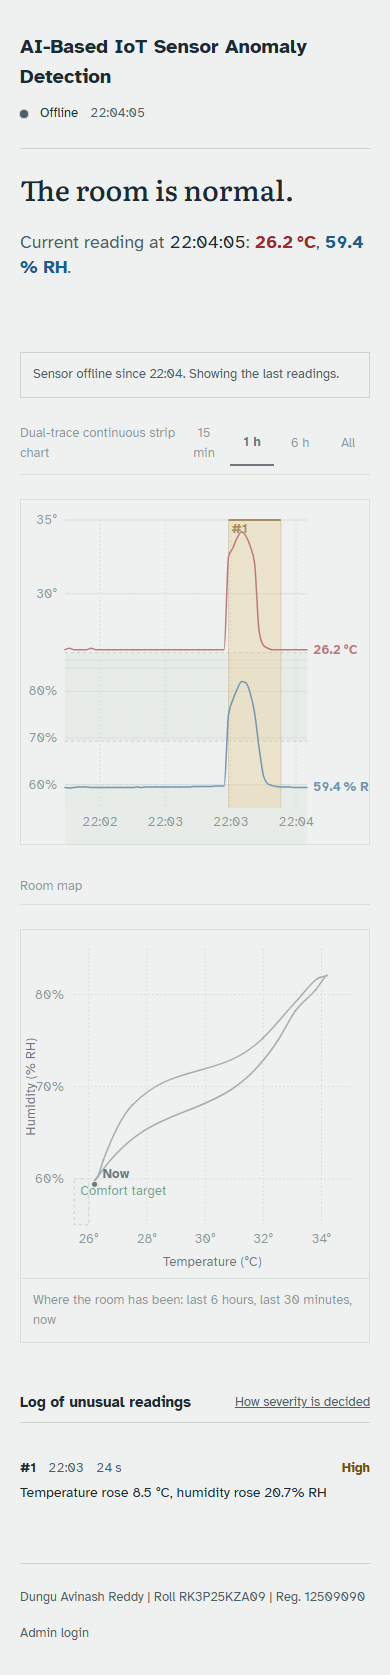 AI-Based IoT Sensor Anomaly
Detection
Offline 22:04:05
The room is normal.
Current reading at 22:04:05: 26.2 °C, 59.4
% RH.
Sensor offline since 22:04. Showing the last readings.
Dual-trace continuous strip
chart
15
min
1 h
6 h
All
35°
#1
30°
26.2 °C
80%
70%
60%
59.4 % R
22:02 22:03 22:03 22:04
Room map
80%
70%
60%
Humidity (% RH)
Now
Comfort target
26° 28° 30° 32° 34°
Temperature (°C)
Where the room has been: last 6 hours, last 30 minutes,
now
Log of unusual readings How severity is decided
#1 22:03 24 s High
Temperature rose 8.5 °C, humidity rose 20.7% RH
Dungu Avinash Reddy | Roll RK3P25KZA09 | Reg. 12509090
Admin login